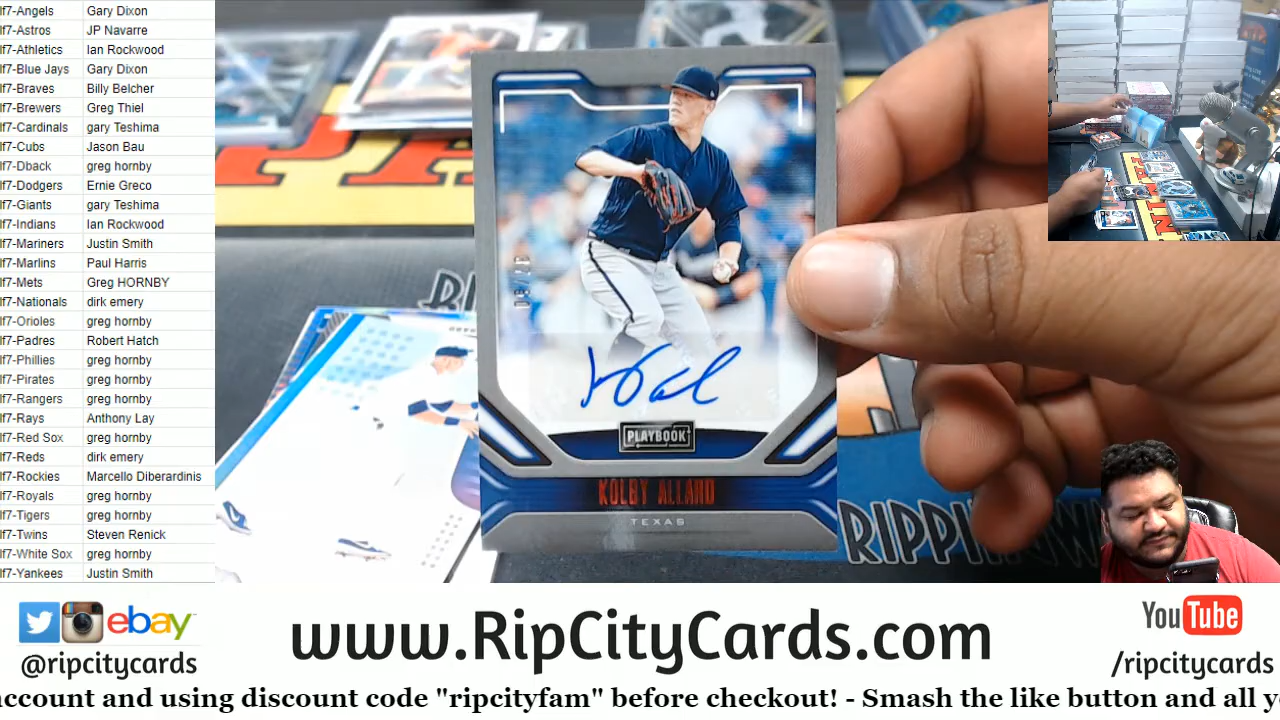 lf7-Angels Gary Dixon
lf7-Astros JP Navarre
lf7-Athletics Ian Rockwood
lf7-Blue Jays Gary Dixon
lf7-Braves Billy Belcher
lf7-Brewers Greg Thiel
lf7-Cardinals gary Teshima
lf7-Cubs Jason Bau
lf7-Dback greg hornby
lf7-Dodgers Ernie Greco
lf7-Giants gary Teshima
lf7-Indians Ian Rockwood
lf7-Mariners Justin Smith
lf7-Marlins Paul Harris
lf7-Mets Greg HORNBY
lf7-Nationals dirk emery
lf7-Orioles greg hornby
lf7-Padres Robert Hatch
lf7-Phillies greg hornby
lf7-Pirates greg hornby
lf7-Rangers greg hornby
lf7-Rays Anthony Lay
lf7-Red Sox greg hornby
lf7-Reds dirk emery
lf7-Rockies Marcello Diberardinis
lf7-Royals greg hornby
lf7-Tigers greg hornby
lf7-Twins Steven Renick
lf7-White Sox greg hornby
lf7-Yankees Justin Smith
PLAYBOOK
KOLBY ALLARD
TEXAS
RIPPIN
ebay
@ripcitycards
www.RipCityCards.com
YouTube
/ripcitycards
account and using discount code "ripcityfam" before checkout! - Smash the like button and all y